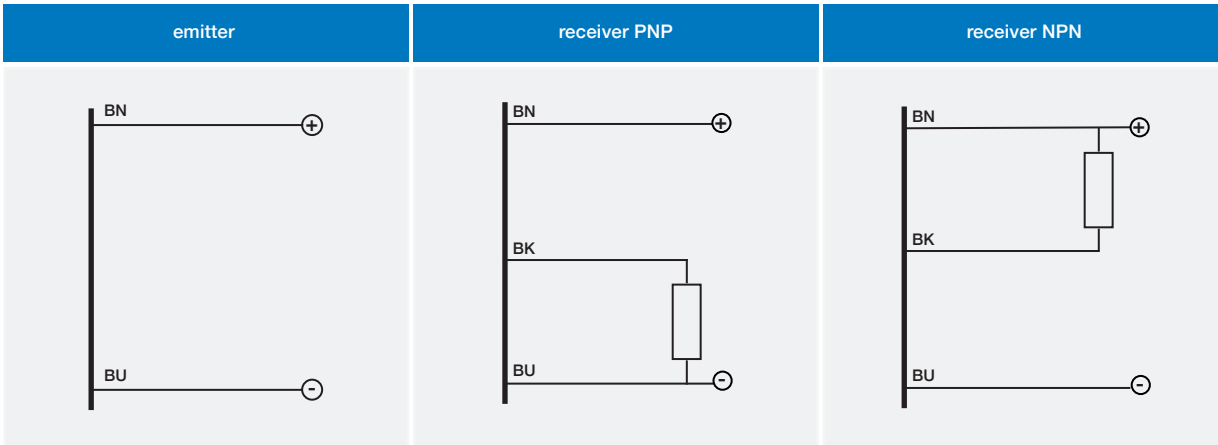 emitter
receiver PNP
receiver NPN
BN
+
BU
-
BN
+
BK
BU
-
BN
+
BK
BU
-